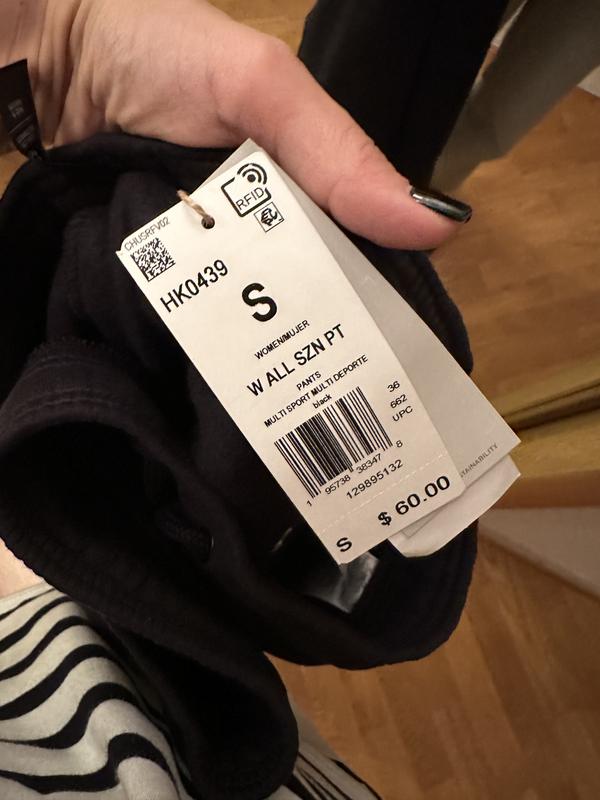 RFID
CHUSRFV02
HK0439
S
WOMEN/MUJER
W ALL SZN PT
PANTS
MULTI SPORT MULTI DEPORTE
black
36
662
UPC
1 95738 38347 8
129895132
S $ 60.00